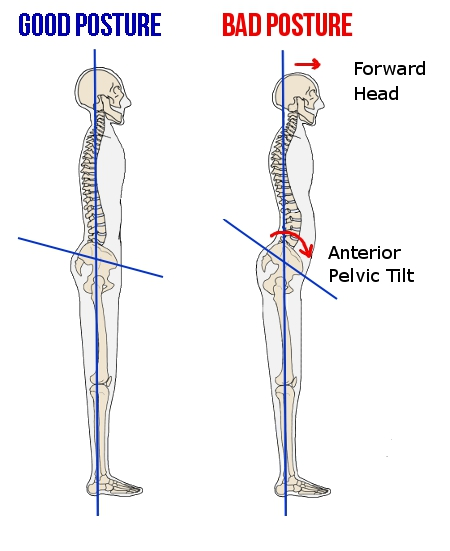 GOOD POSTURE
BAD POSTURE
Forward
Head
Anterior
Pelvic Tilt